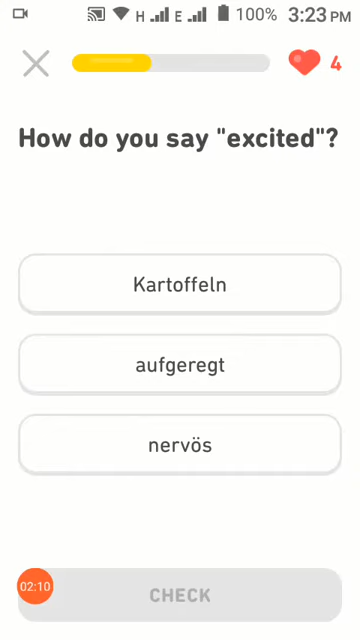 H E 100% 3:23 PM
4
How do you say "excited"?
Kartoffeln
aufgeregt
nervös
02:10 CHECK